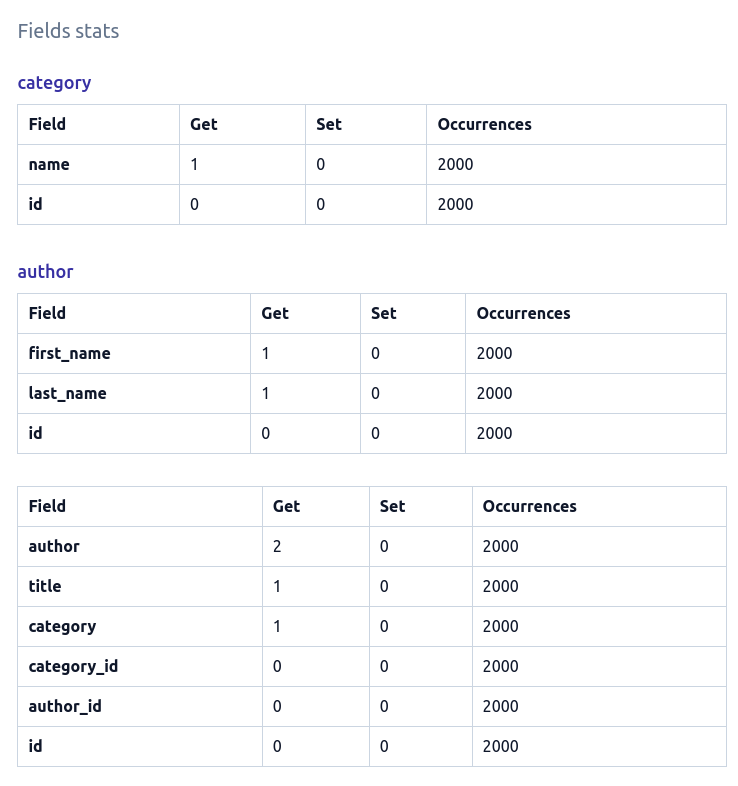 Fields stats
category
Field Get Set Occurrences
name 1 0 2000
id 0 0 2000
author
Field Get Set Occurrences
first_name 1 0 2000
last_name 1 0 2000
id 0 0 2000
Field Get Set Occurrences
author 2 0 2000
title 1 0 2000
category 1 0 2000
category_id 0 0 2000
author_id 0 0 2000
id 0 0 2000